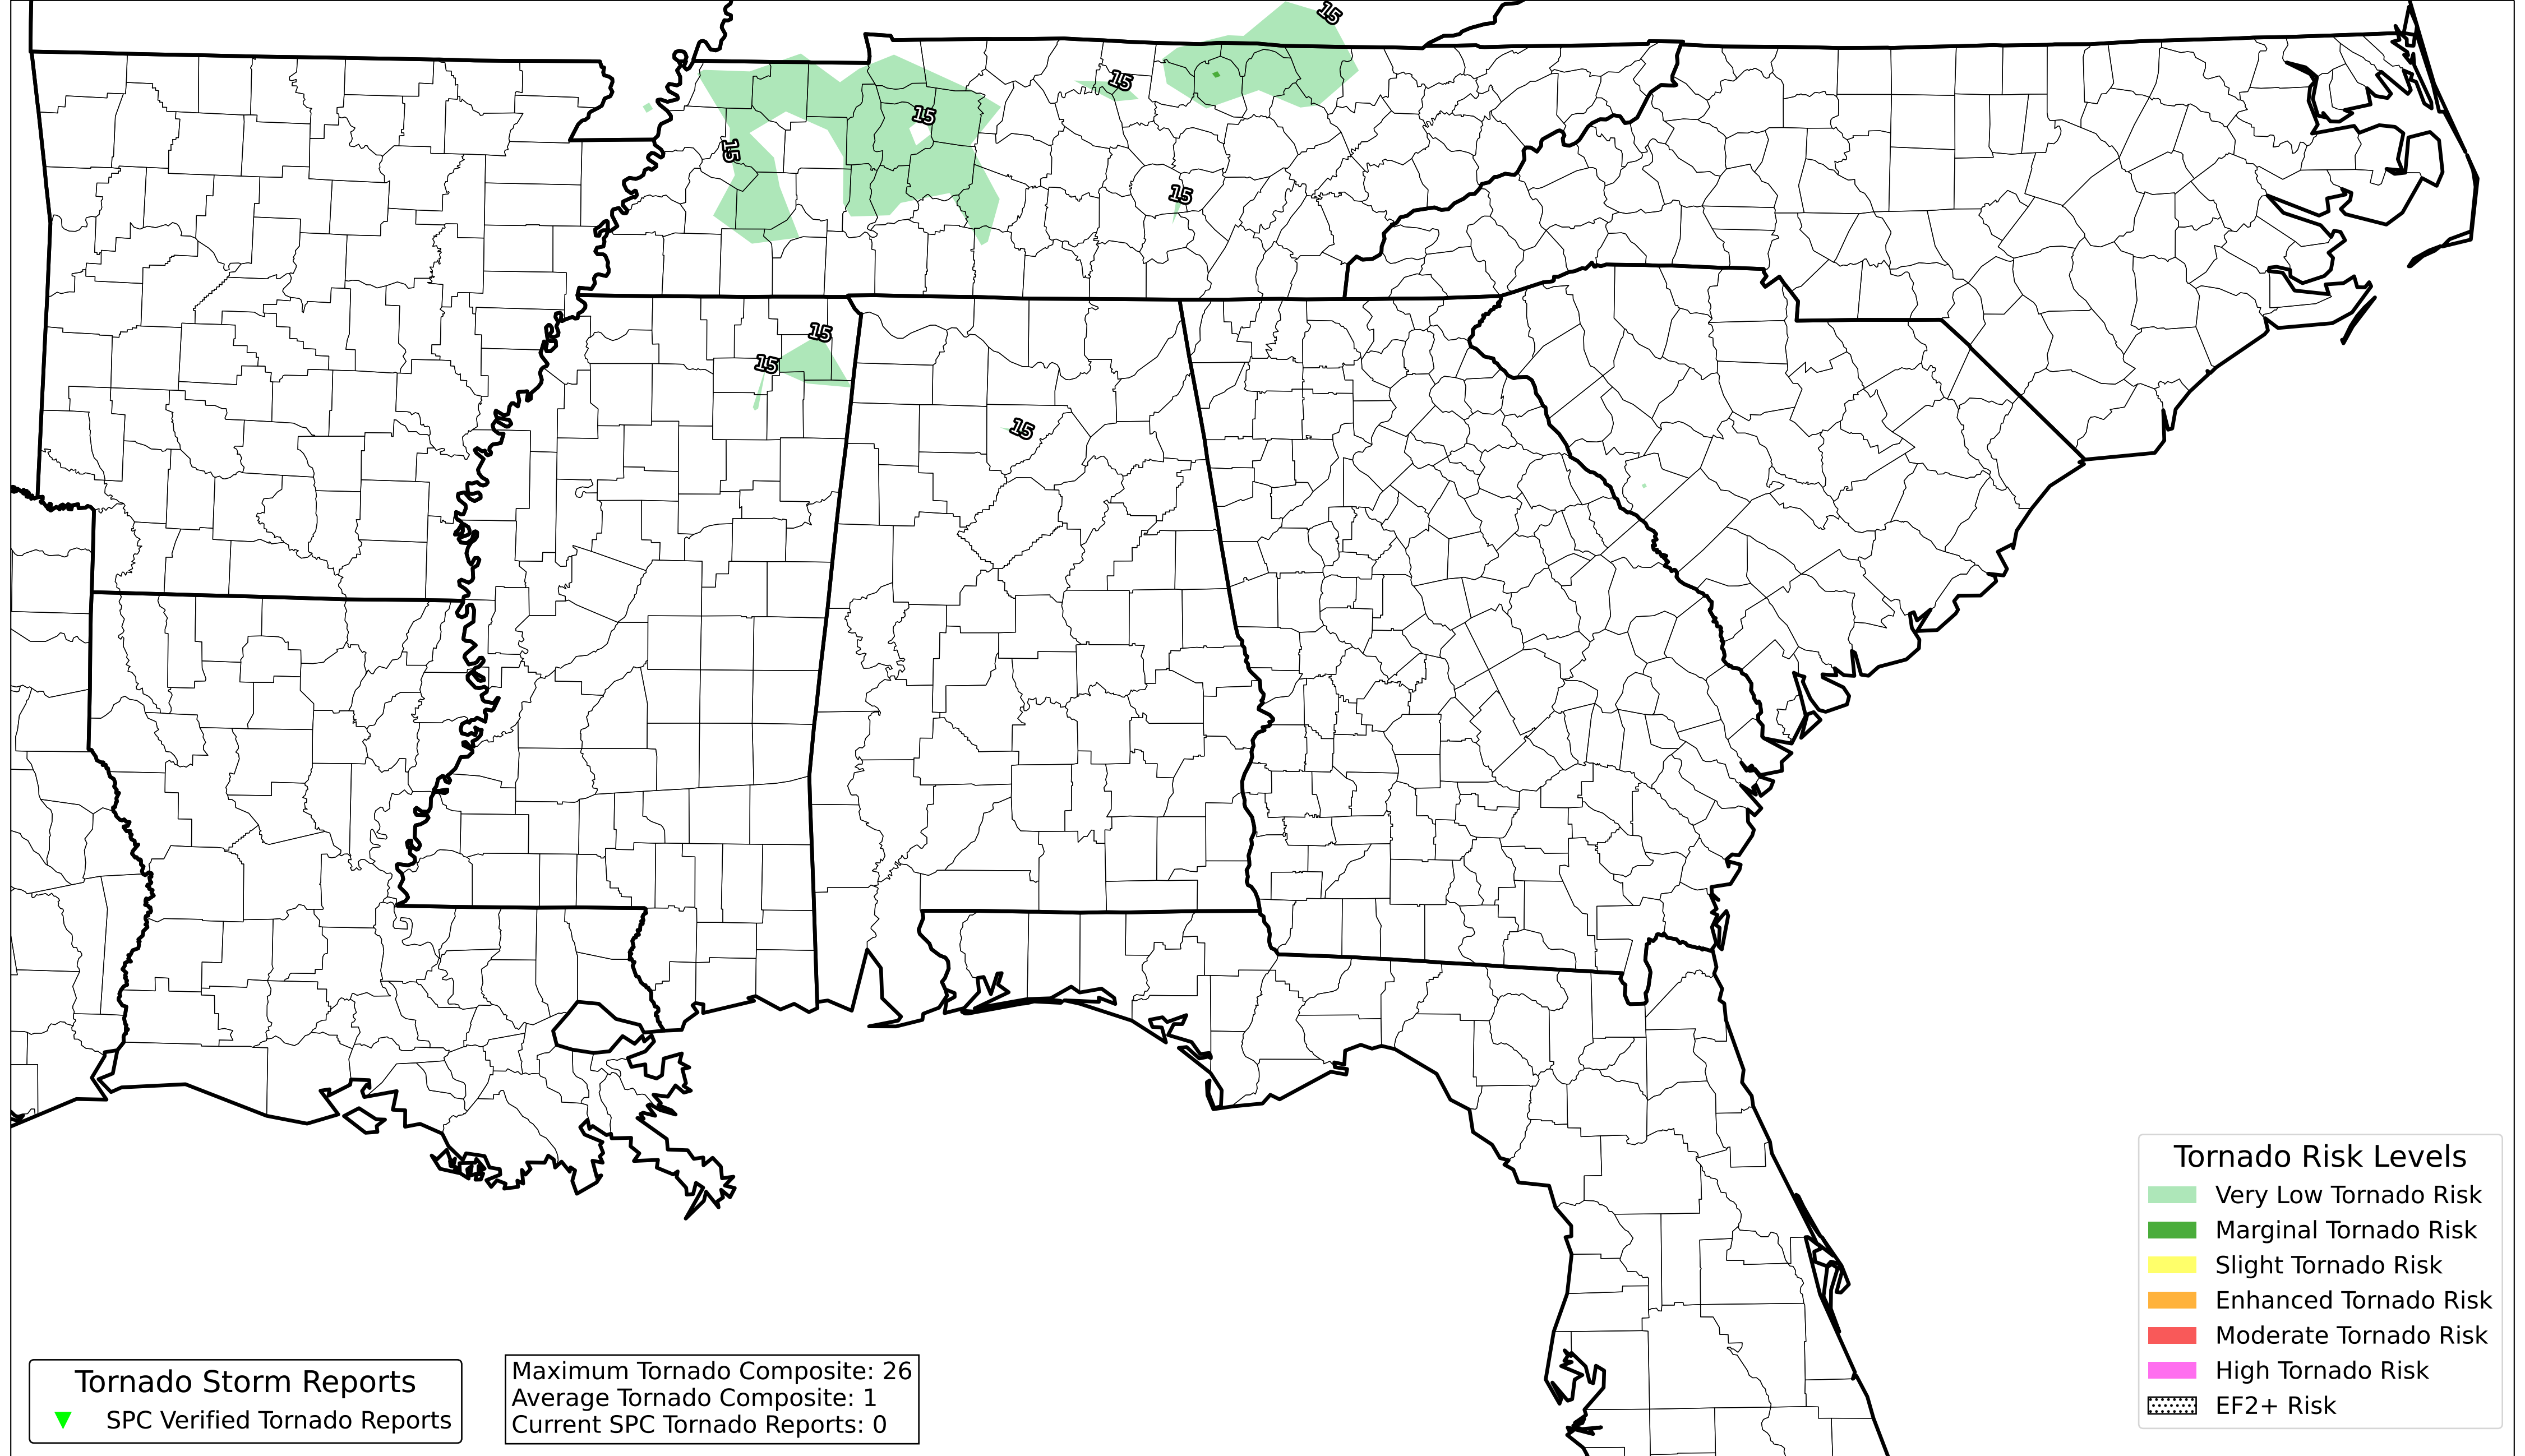 15
15
15
15
15
15
15
15
Tornado Risk Levels
Very Low Tornado Risk
Marginal Tornado Risk
Slight Tornado Risk
Enhanced Tornado Risk
Moderate Tornado Risk
High Tornado Risk
EF2+ Risk
Tornado Storm Reports
SPC Verified Tornado Reports
Maximum Tornado Composite: 26
Average Tornado Composite: 1
Current SPC Tornado Reports: 0